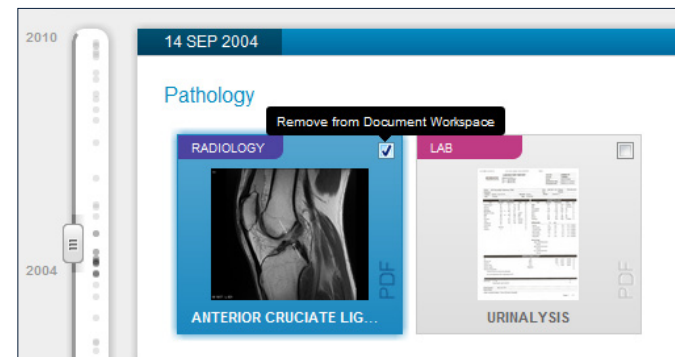 2010
14 SEP 2004
Pathology
Remove from Document Workspace
RADIOLOGY
LAB
PDF
PDF
ANTERIOR CRUCIATE LIG...
URINALYSIS
2004